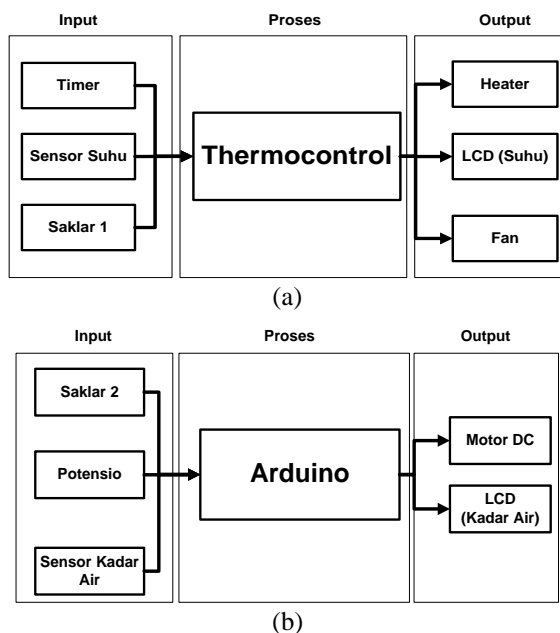 Input
Proses
Output
Timer
Sensor Suhu
Saklar 1
Thermocontrol
Heater
LCD (Suhu)
Fan
(a)
Input
Proses
Output
Saklar 2
Potensio
Sensor Kadar
Air
Arduino
Motor DC
LCD
(Kadar Air)
(b)